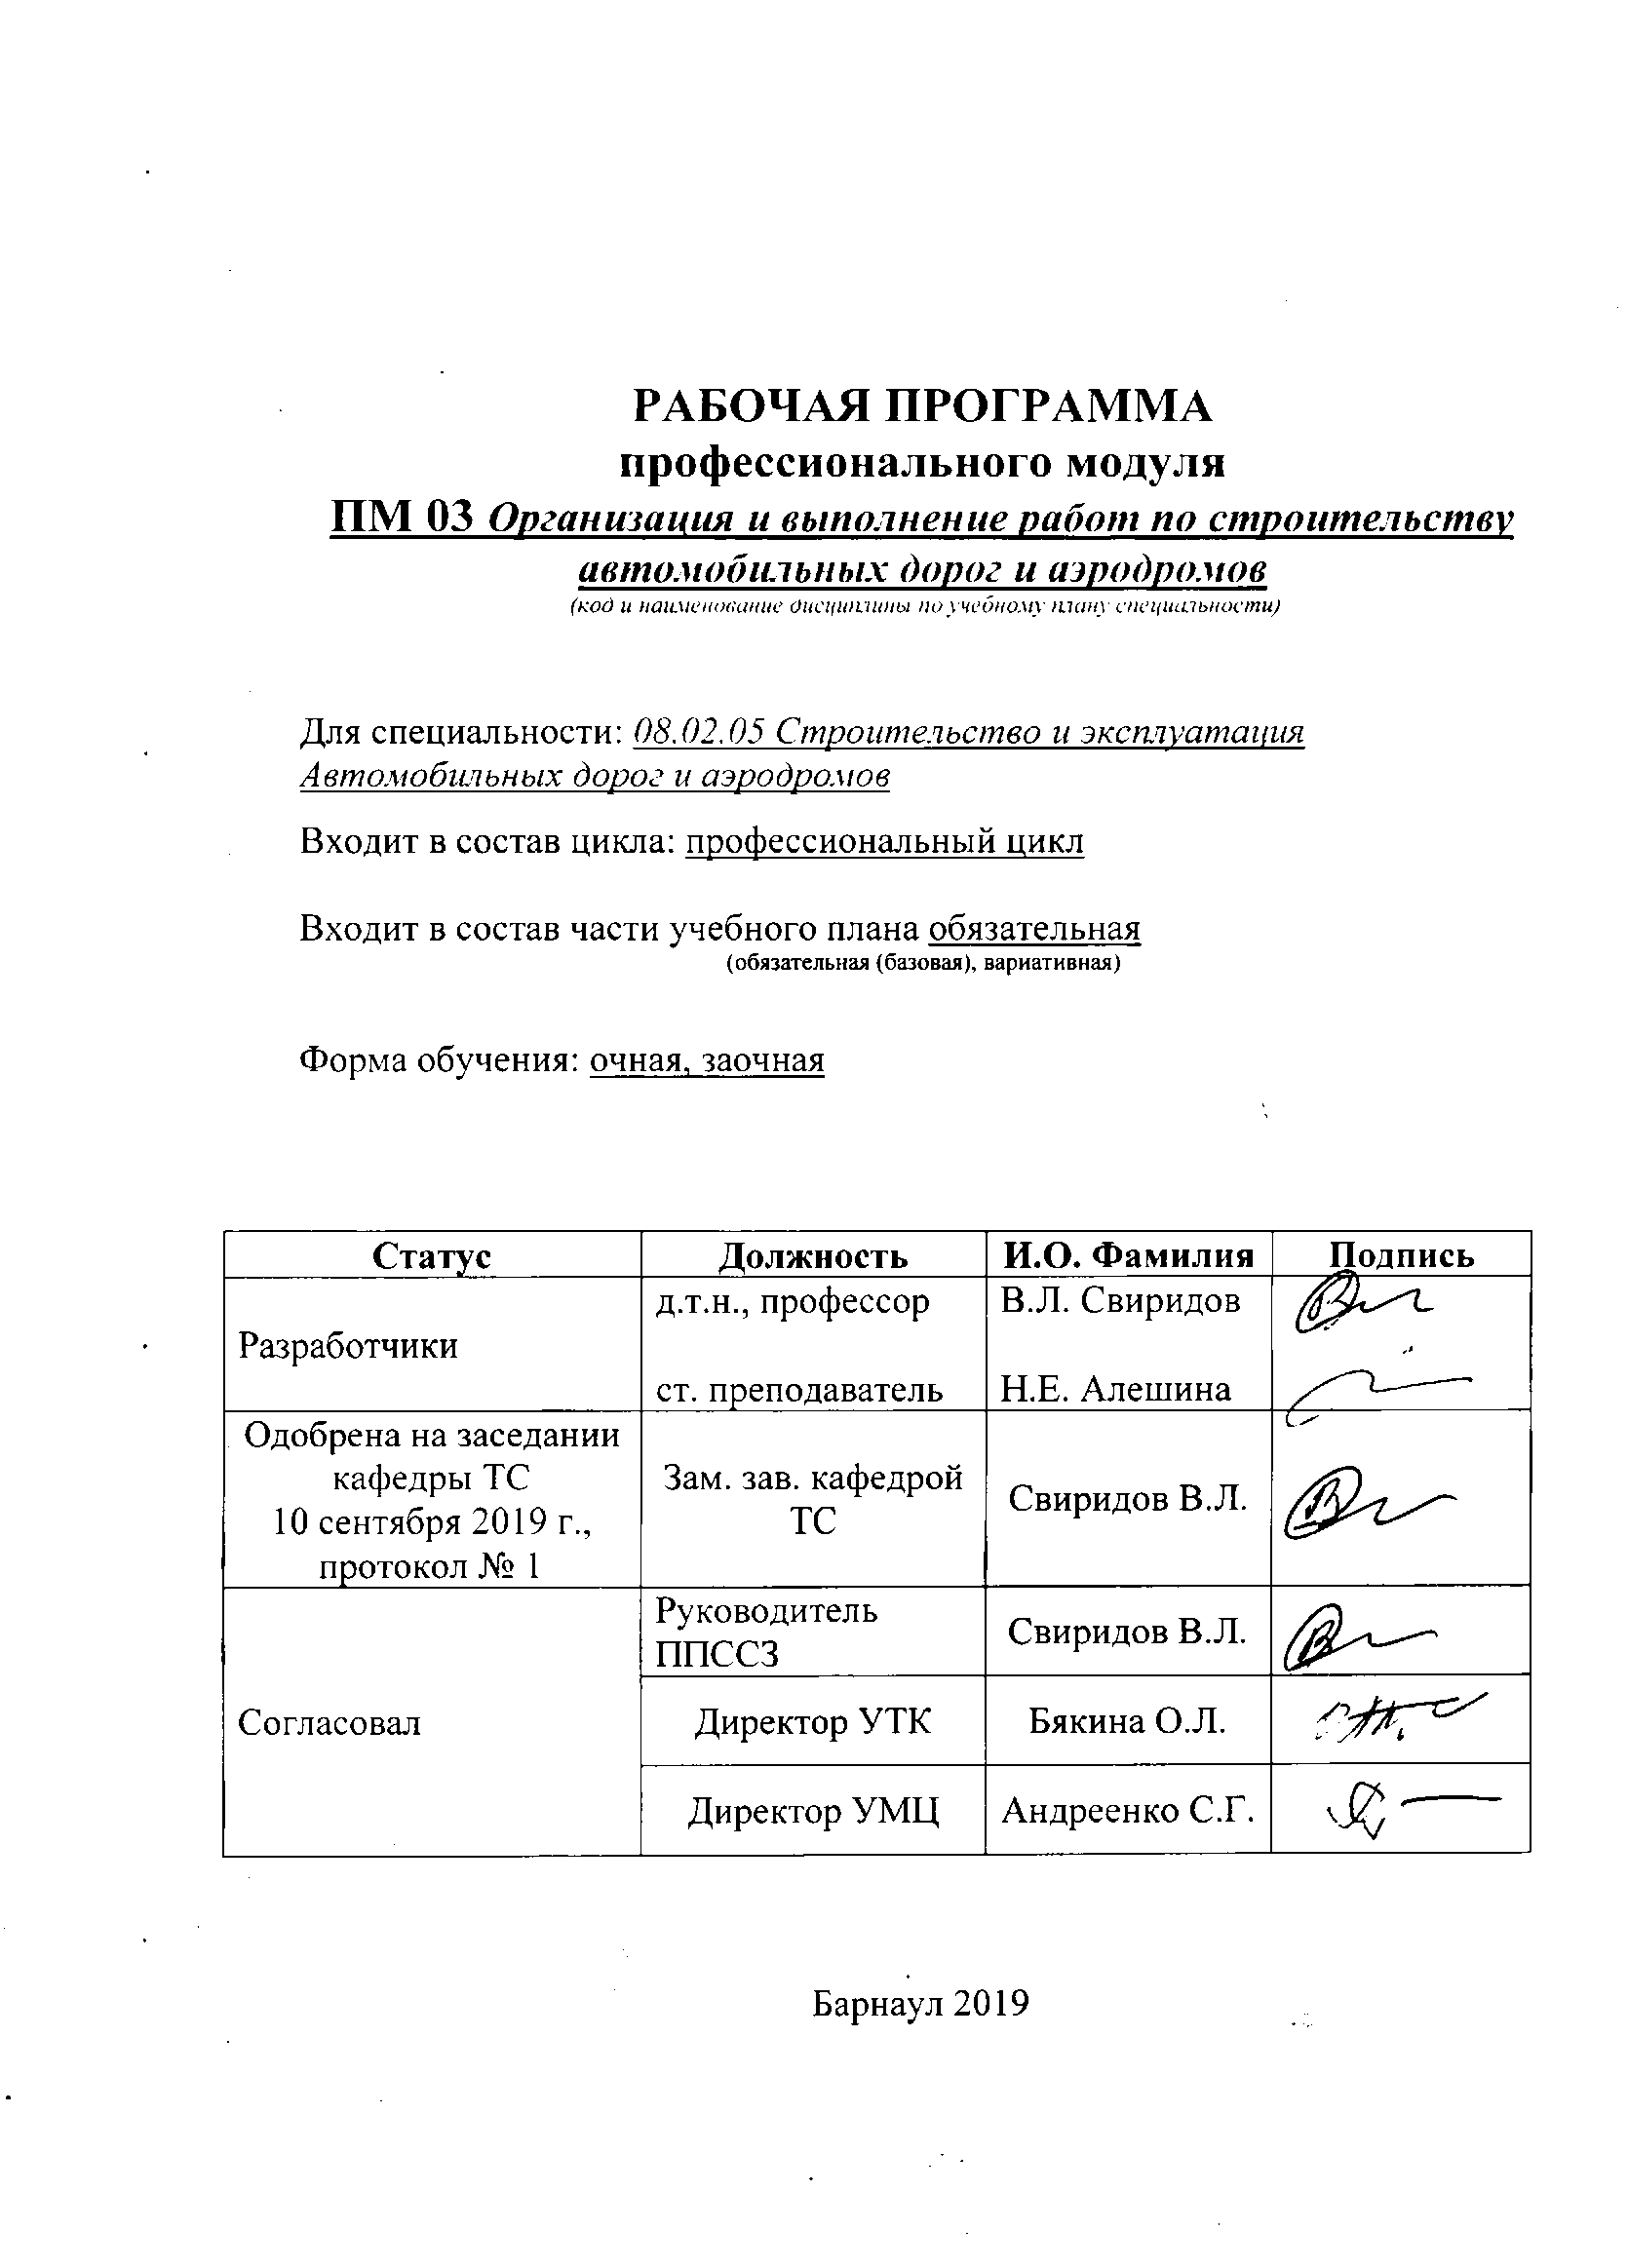 РАБОЧАЯ ПРОГРАММА
профессионального модуля
ПМ 03 Организация и выполнение работ по строительству
автомобильных дорог и аэродромов
(код и наименование дисциплины по учебному плану специальности)
Для специальности: 08.02.05 Строительство и эксплуатация
Автомобильных дорог и аэродромов
Входит в состав цикла: профессиональный цикл
Входит в состав части учебного плана обязательная
(обязательная (базовая), вариативная)
Форма обучения: очная, заочная
Статус Должность И.О. Фамилия Подпись
Разработчики
д.т.н., профессор В.Л. Свиридов
ст. преподаватель Н.Е. Алешина
Одобрена на заседании
кафедры ТС
10 сентября 2019 г.,
протокол № 1
Зам. зав. кафедрой
ТС
Свиридов В.Л.
Согласовал
Руководитель
ППССЗ
Свиридов В.Л.
Директор УТК Бякина О.Л.
Директор УМЦ Андреенко С.Г.
Барнаул 2019